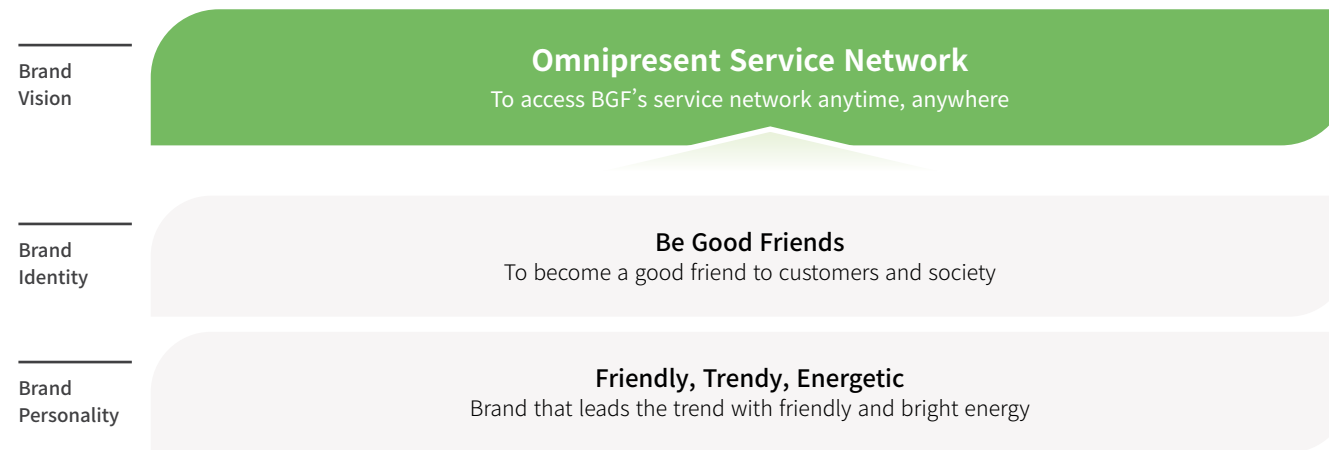 Brand
Vision
Omnipresent Service Network
To access BGF’s service network anytime, anywhere
Brand
Identity
Be Good Friends
To become a good friend to customers and society
Brand
Personality
Friendly, Trendy, Energetic
Brand that leads the trend with friendly and bright energy